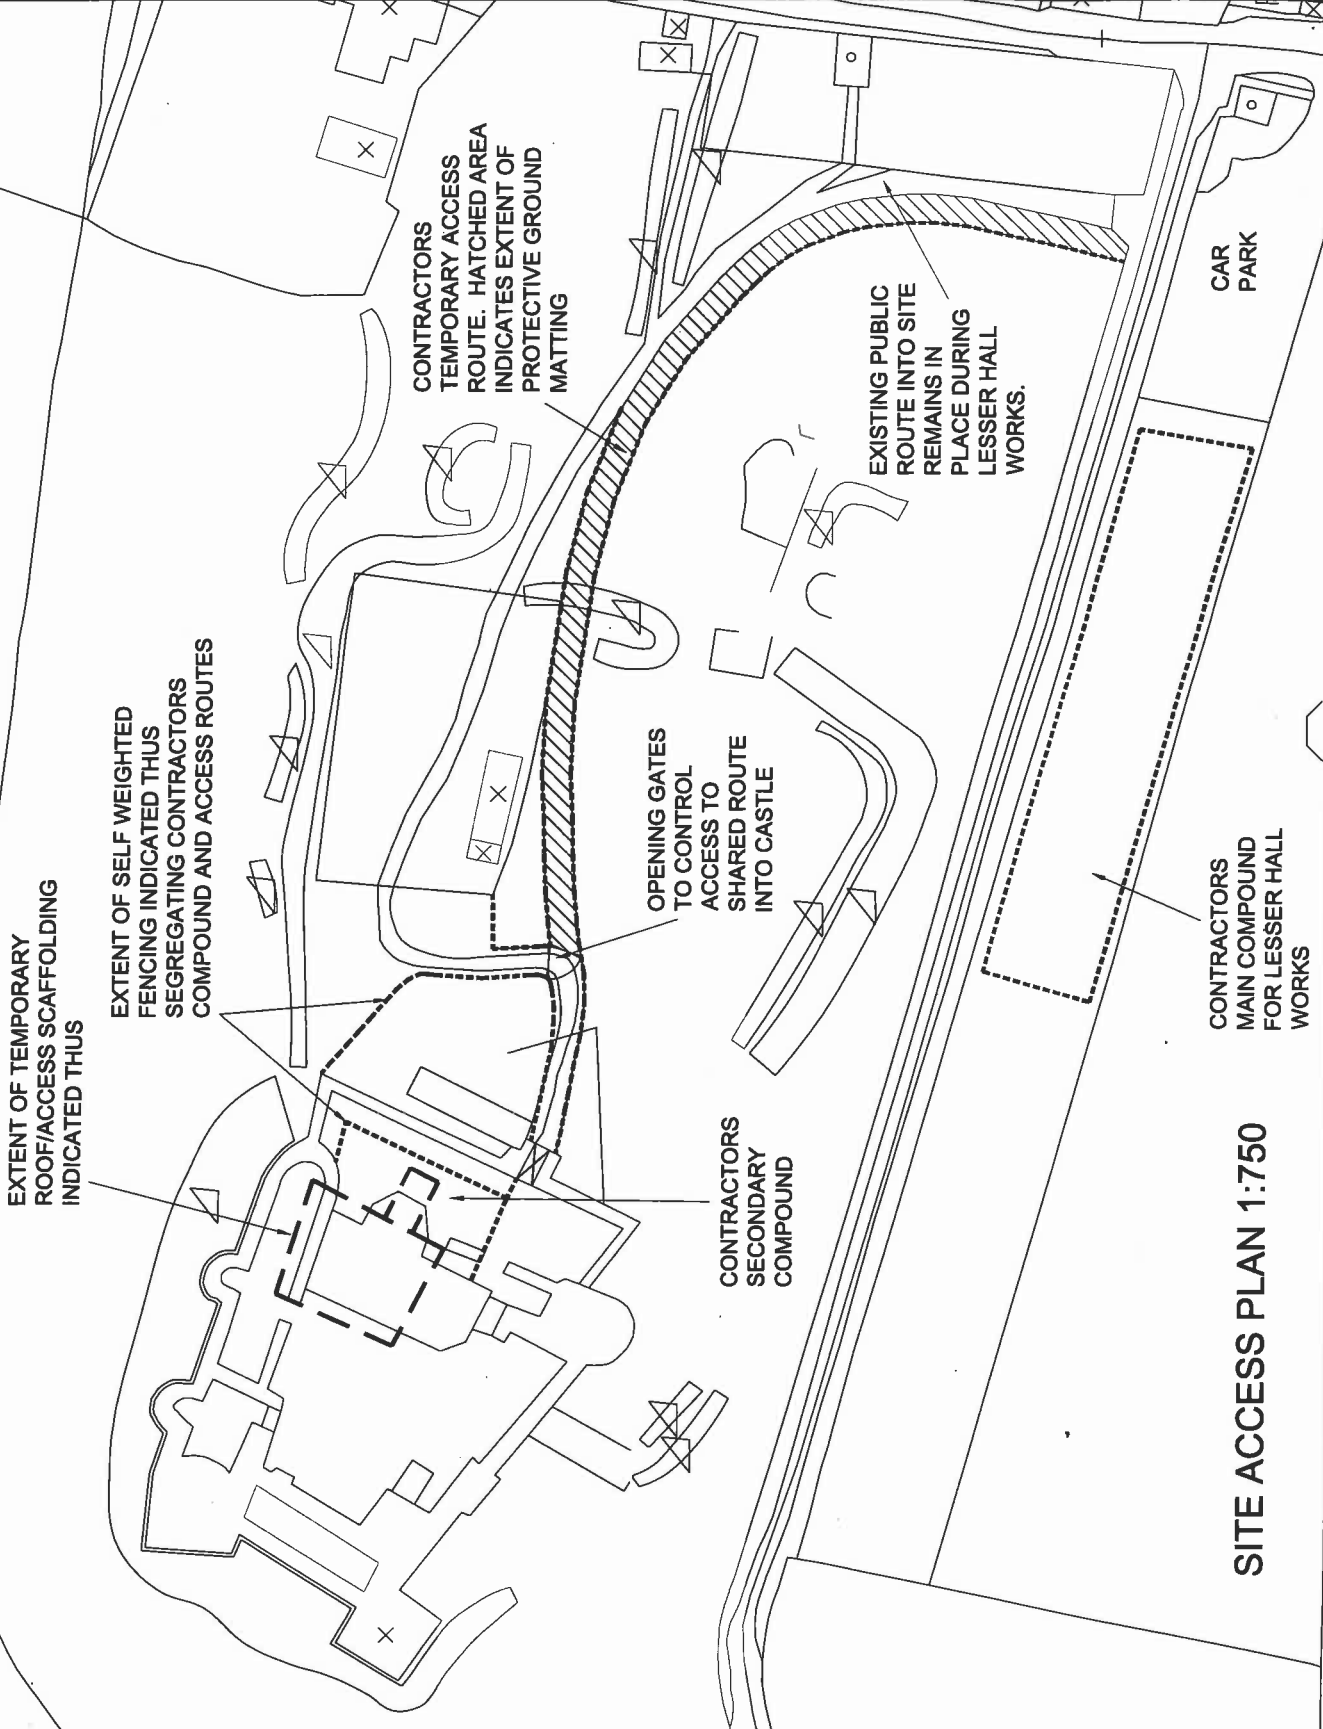 EXTENT OF TEMPORARY
ROOF/ACCESS SCAFFOLDING
INDICATED THUS
EXTENT OF SELF WEIGHTED
FENCING INDICATED THUS
SEGREGATING CONTRACTORS
COMPOUND AND ACCESS ROUTES
CONTRACTORS
TEMPORARY ACCESS
ROUTE. HATCHED AREA
INDICATES EXTENT OF
PROTECTIVE GROUND
MATTING
OPENING GATES
TO CONTROL
ACCESS TO
SHARED ROUTE
INTO CASTLE
EXISTING PUBLIC
ROUTE INTO SITE
REMAINS IN
PLACE DURING
LESSER HALL
WORKS.
CONTRACTORS
SECONDARY
COMPOUND
CAR
PARK
CONTRACTORS
MAIN COMPOUND
FOR LESSER HALL
WORKS
SITE ACCESS PLAN 1:750